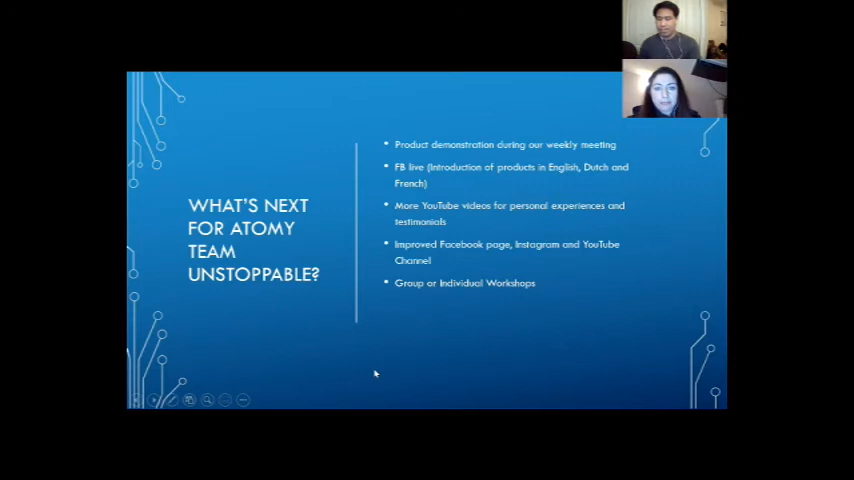 WHAT'S NEXT
FOR ATOMY
TEAM
UNSTOPPABLE?
• Product demonstration during our weekly meeting
• FB live (Introduction of products in English, Dutch and
French)
• More YouTube videos for personal experiences and
testimonials
• Improved Facebook page, Instagram and YouTube
Channel
• Group or Individual Workshops